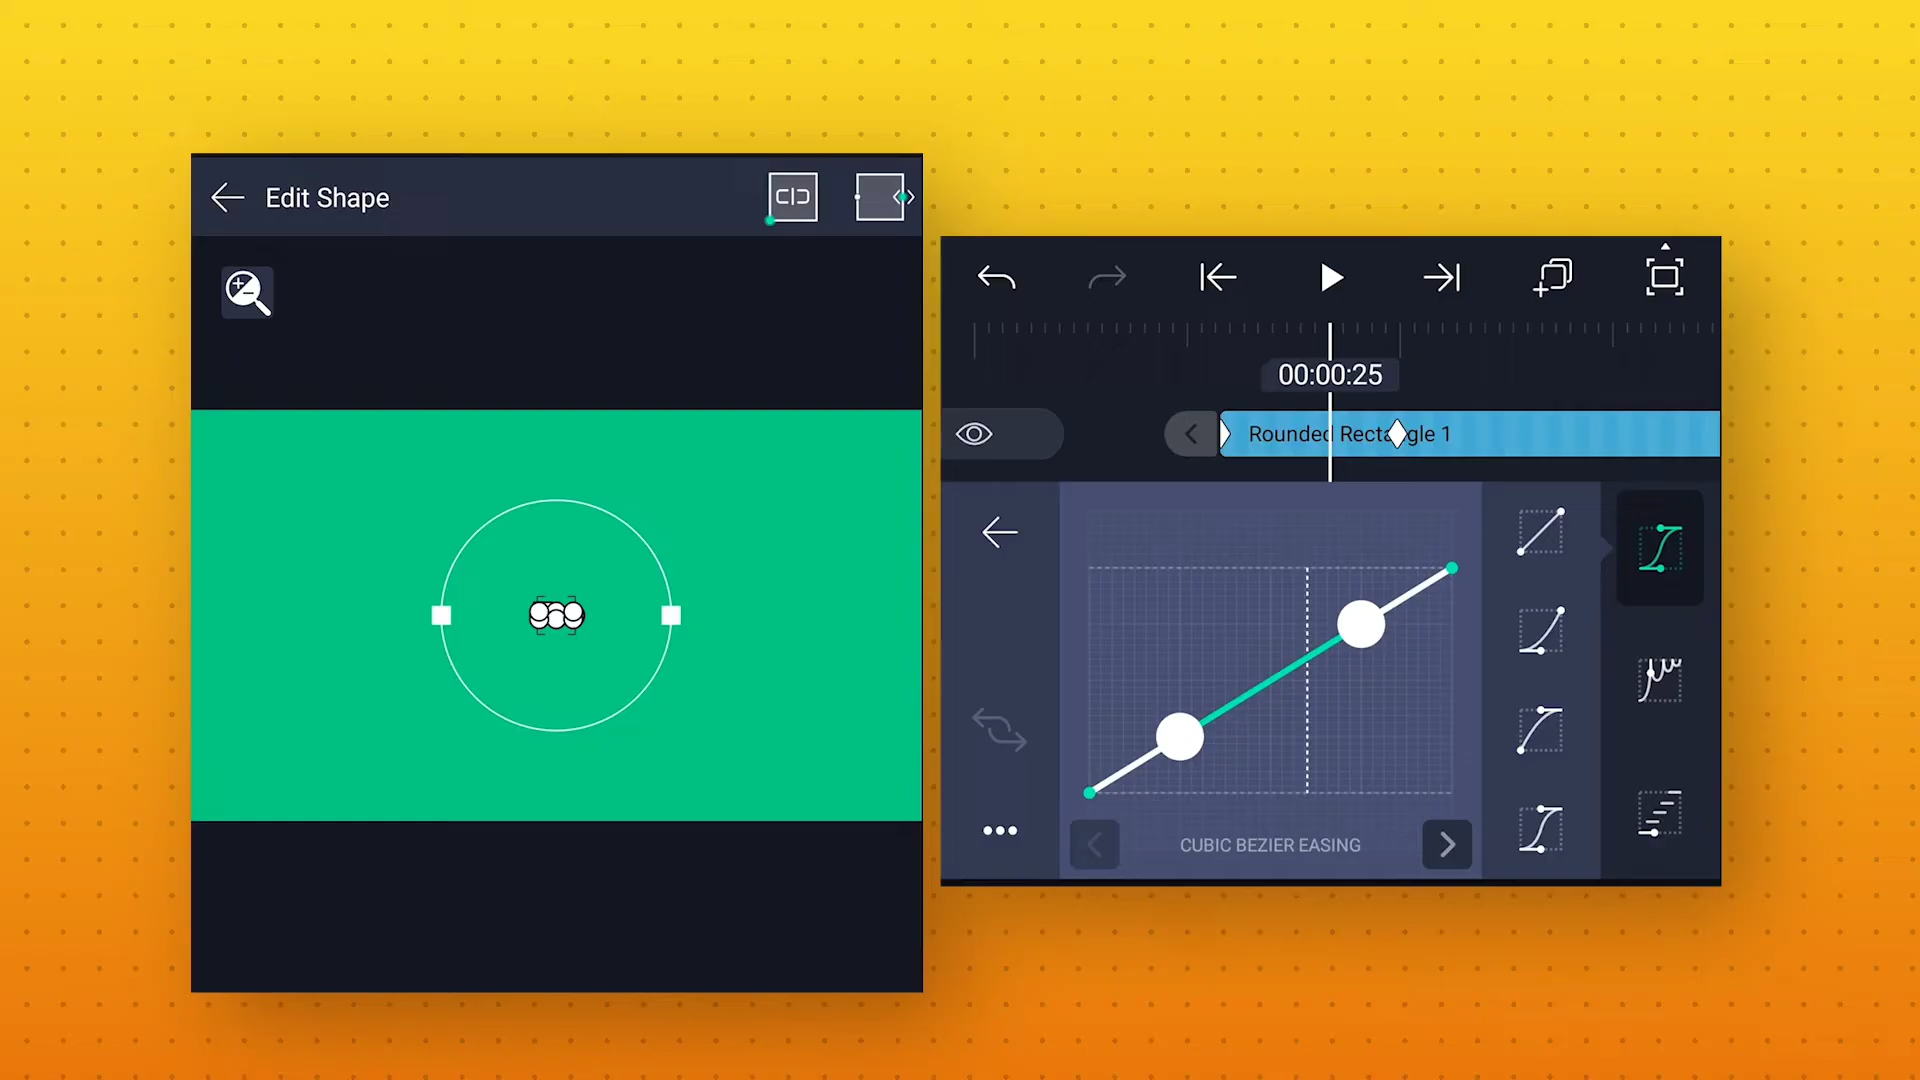 Edit Shape
00:00:25
Rounded Rectangle 1
CUBIC BEZIER EASING